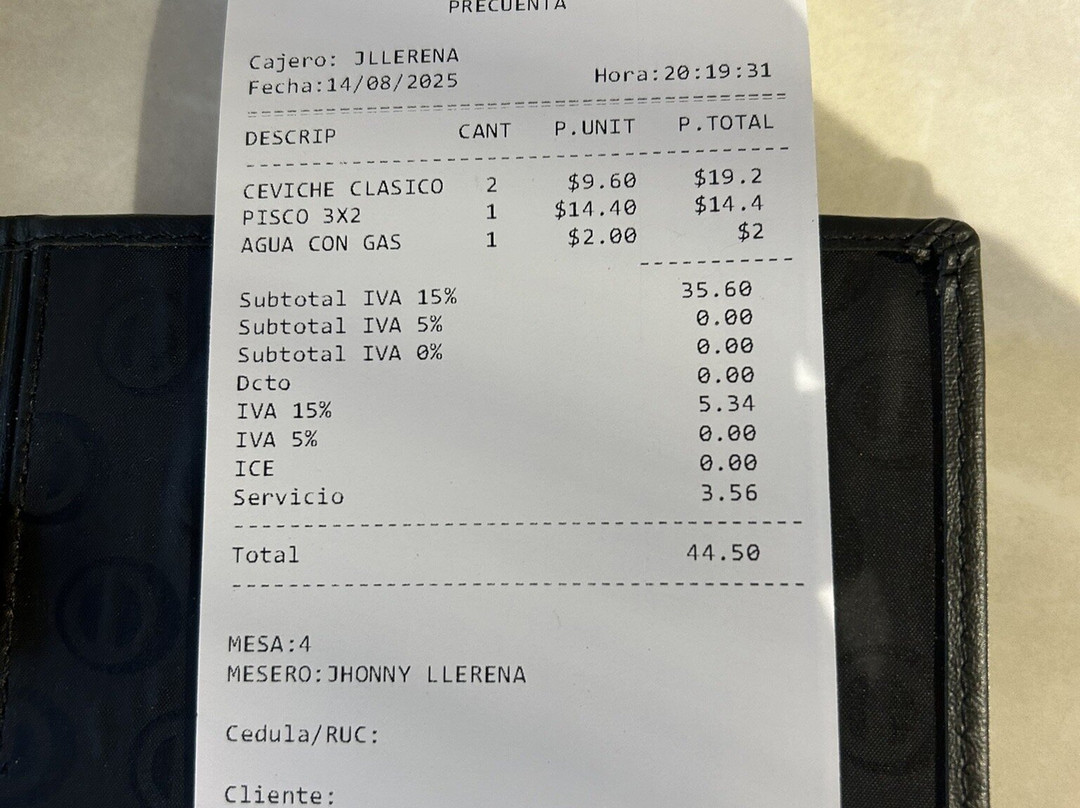 PRECUENTA
Cajero: JLLERENA
Fecha:14/08/2025 Hora:20:19:31
==========================================
DESCRIP CANT P.UNIT P.TOTAL
------------------------------------------
CEVICHE CLASICO 2 $9.60 $19.2
PISCO 3X2 1 $14.40 $14.4
AGUA CON GAS 1 $2.00 $2
------------
Subtotal IVA 15% 35.60
Subtotal IVA 5% 0.00
Subtotal IVA 0% 0.00
Dcto 0.00
IVA 15% 5.34
IVA 5% 0.00
ICE 0.00
Servicio 3.56
------------------------------------------
Total 44.50
------------------------------------------
MESA:4
MESERO:JHONNY LLERENA
Cedula/RUC:
Cliente: